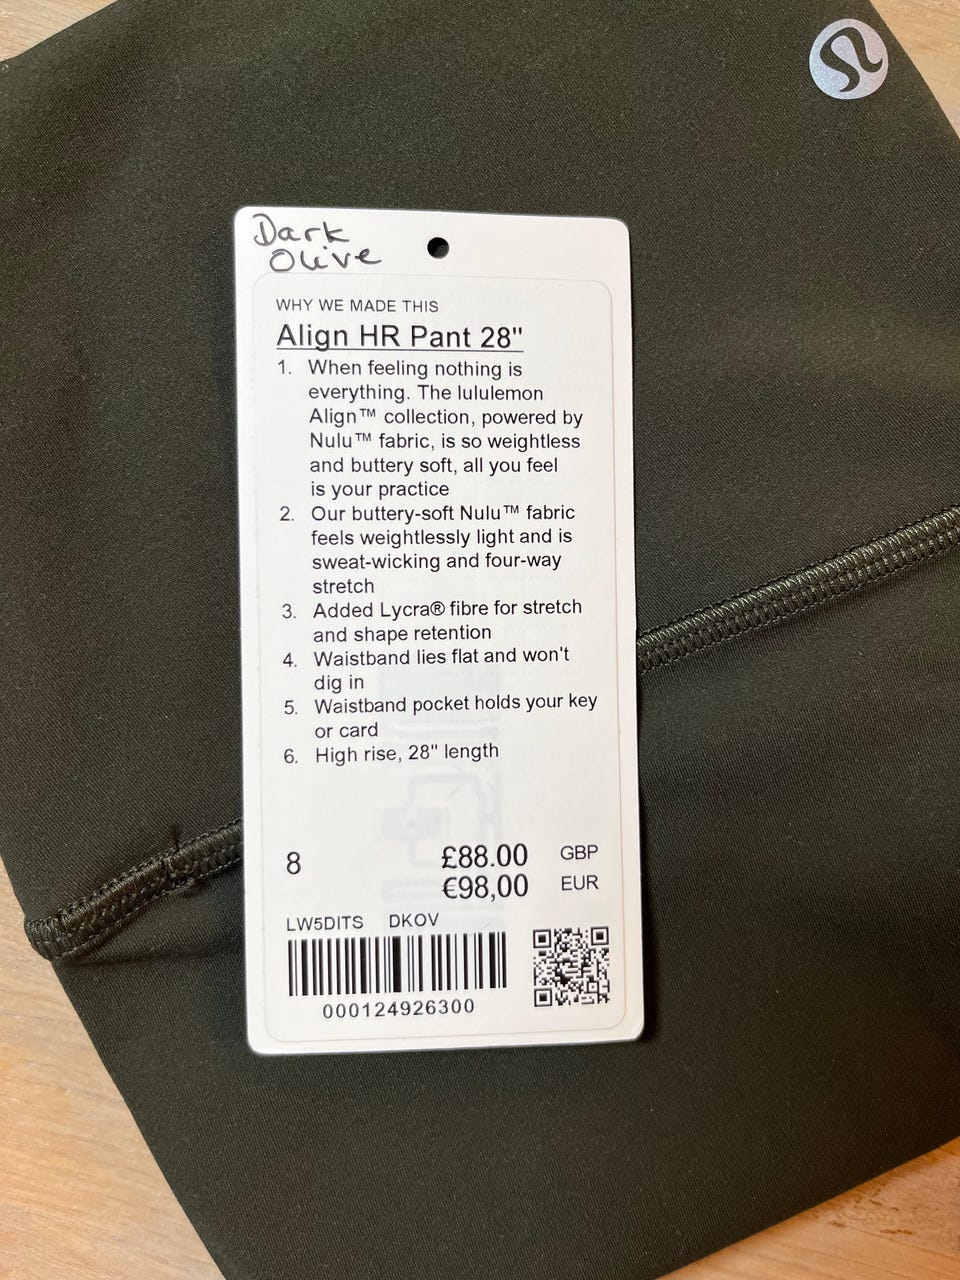 Dark
Olive
WHY WE MADE THIS
Align HR Pant 28"
1. When feeling nothing is
everything. The lululemon
Align™ collection, powered by
Nulu™ fabric, is so weightless
and buttery soft, all you feel
is your practice
2. Our buttery-soft Nulu™ fabric
feels weightlessly light and is
sweat-wicking and four-way
stretch
3. Added Lycra® fibre for stretch
and shape retention
4. Waistband lies flat and won't
dig in
5. Waistband pocket holds your key
or card
6. High rise, 28" length
8 £88.00 GBP
€98,00 EUR
LW5DITS DKOV
000124926300